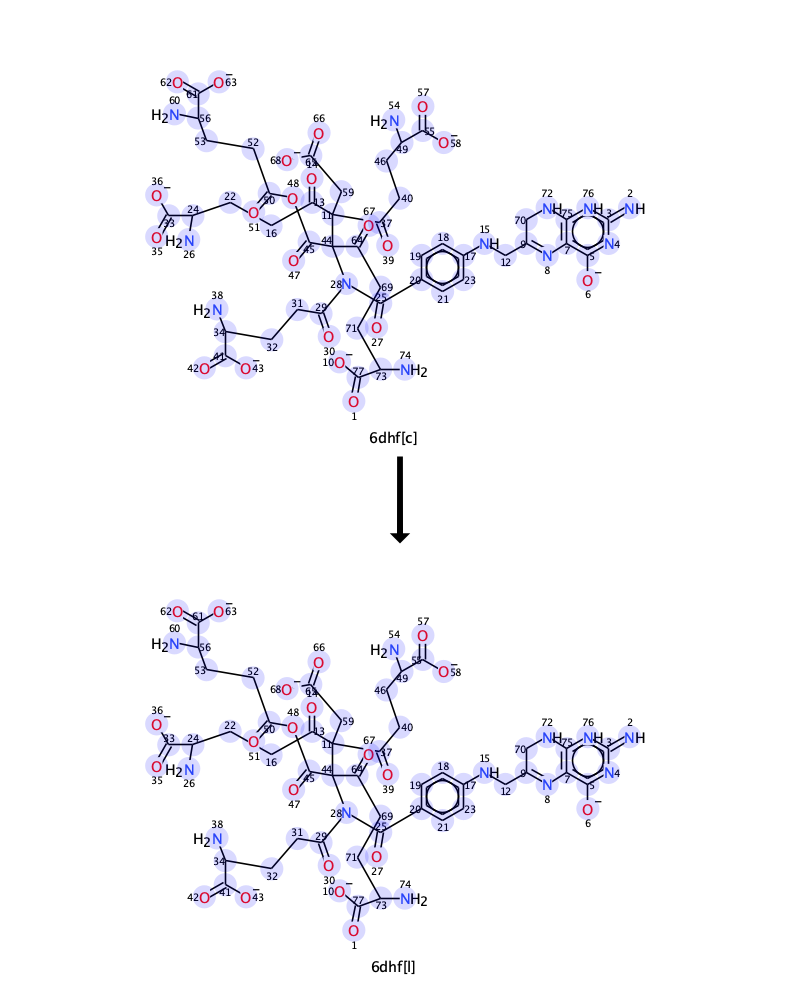 62 O 61 O⁻ 63
60 H2N 56
53 52
57 O
54 H2N 55
49 O⁻ 58
46 40
66 O
68 O⁻ 14
O 13 59
36 O⁻ 33 24 22
35 O 26 H2N
51 O 50 48 O
16 11
67 O 37
39 O
44 64 45
47 O
28 N 69
25 O 27
38 H2N 31 29 O
34 32
41 42 O O⁻ 43
30
10 O⁻ 71 74
77 73 NH2
O 1
19 18 17 20 21 23
15 NH 12
70 72 NH 75 76 NH 3 2 NH
9 N 8 7 5 N 4
O⁻ 6
6dhf[c]
62 O 61 O⁻ 63
60 H2N 56
53 52
57 O
54 H2N 55
49 O⁻ 58
46 40
66 O
68 O⁻ 14
O 13 59
36 O⁻ 33 24 22
35 O 26 H2N
51 O 50 48 O
16 11
67 O 37
39 O
44 64 45
47 O
28 N 69
25 O 27
38 H2N 31 29 O
34 32
41 42 O O⁻ 43
30
10 O⁻ 71 74
77 73 NH2
O 1
19 18 17 20 21 23
15 NH 12
70 72 NH 75 76 NH 3 2 NH
9 N 8 7 5 N 4
O⁻ 6
6dhf[l]